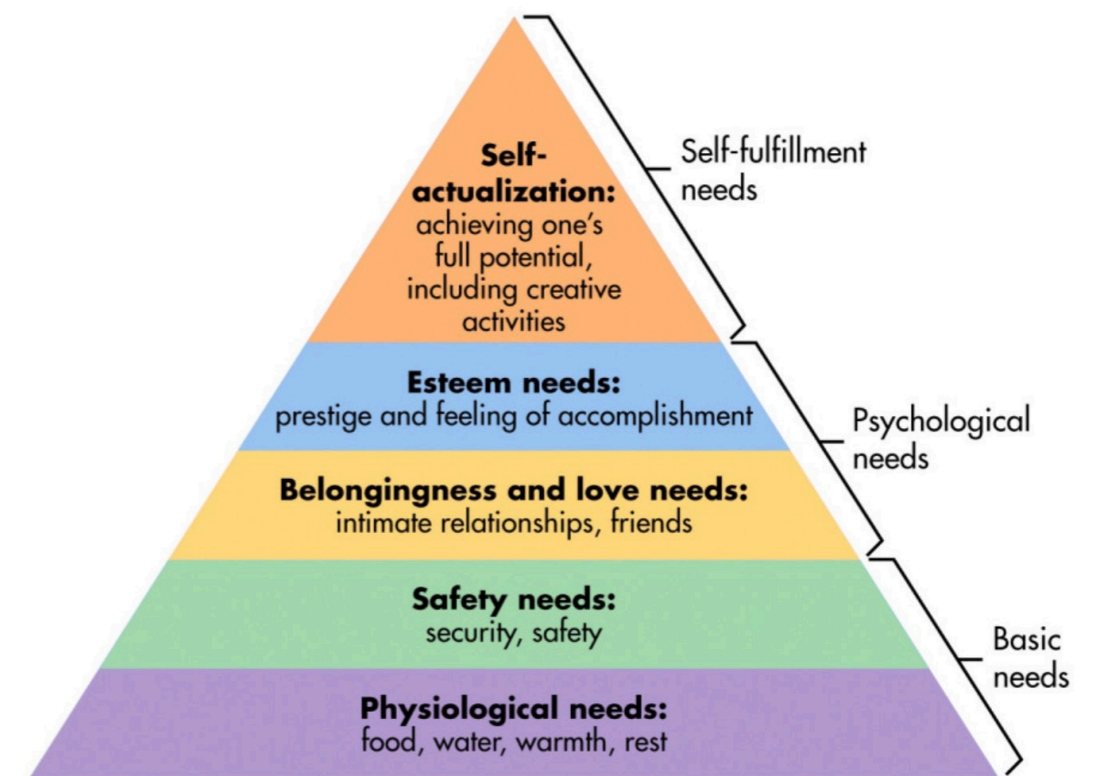 Self-
actualization:
achieving one's
full potential,
including creative
activities
Self-fulfillment
needs
Esteem needs:
prestige and feeling of accomplishment
Psychological
needs
Belongingness and love needs:
intimate relationships, friends
Safety needs:
security, safety
Basic
needs
Physiological needs:
food, water, warmth, rest